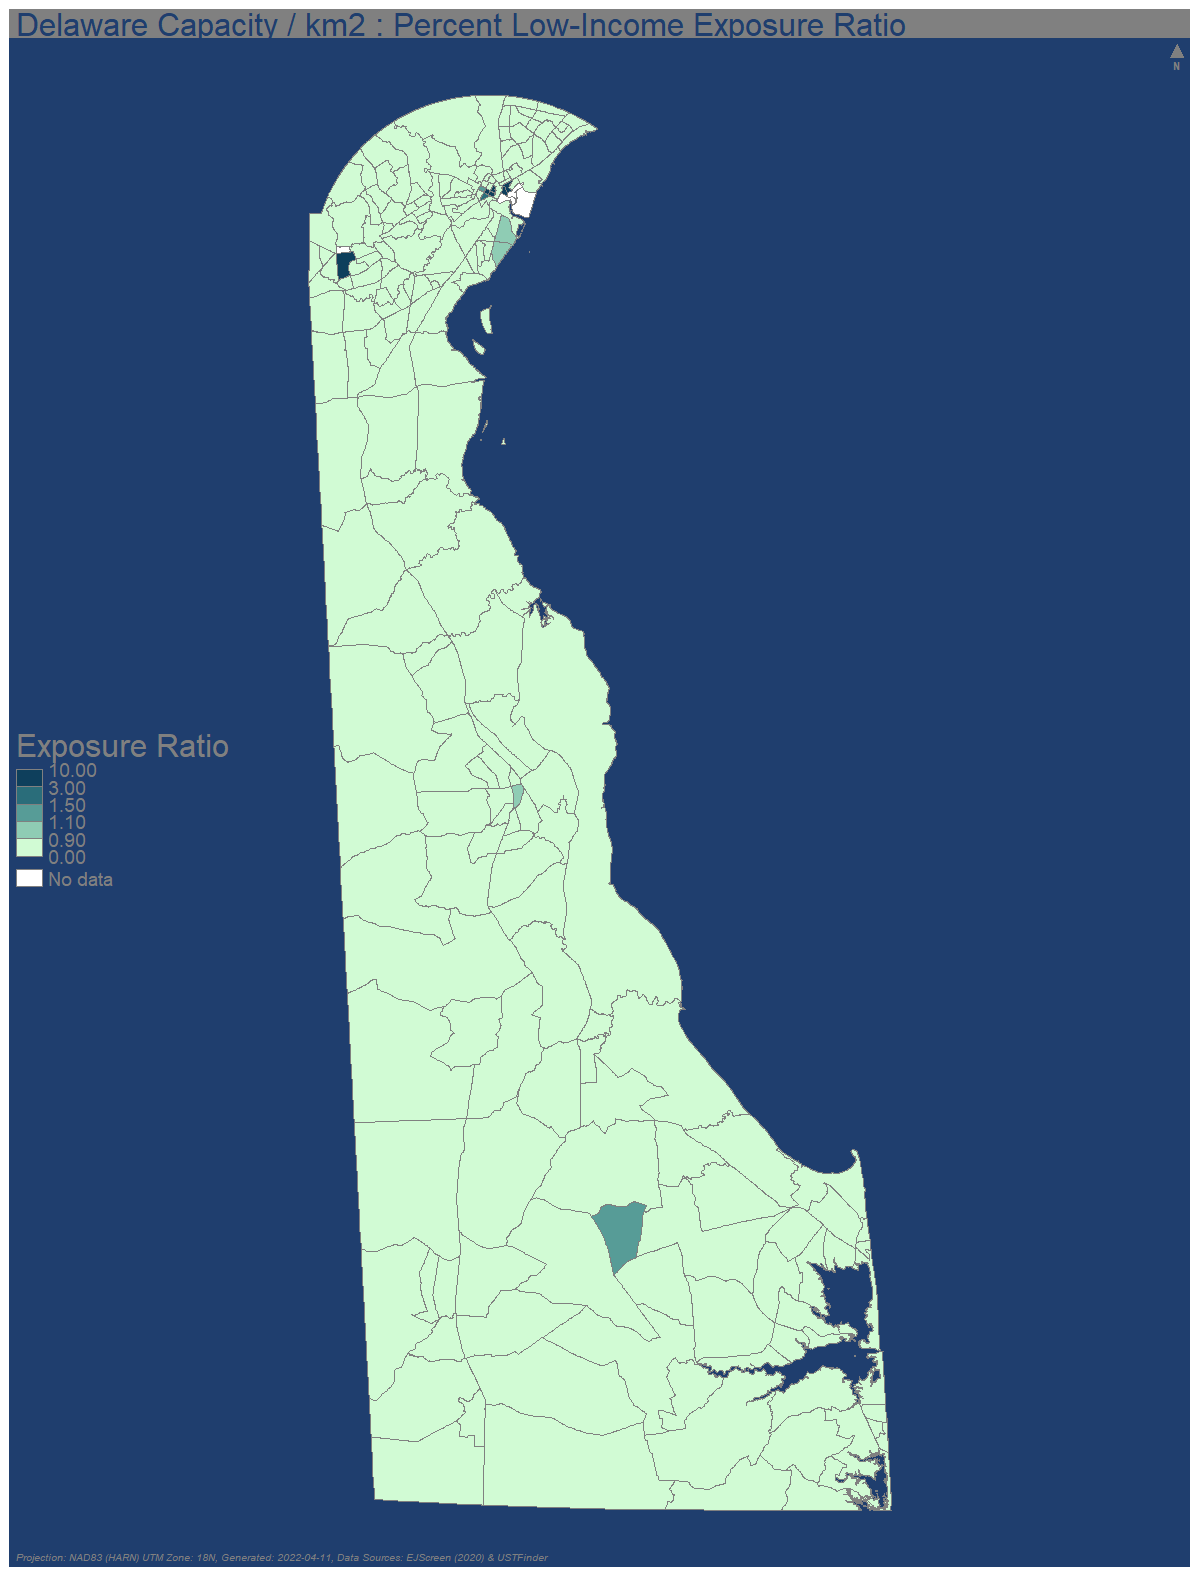 Delaware Capacity / km2 : Percent Low-Income Exposure Ratio
N
Exposure Ratio
10.00
3.00
1.50
1.10
0.90
0.00
No data
Projection: NAD83 (HARN) UTM Zone: 18N, Generated: 2022-04-11, Data Sources: EJScreen (2020) & USTFinder